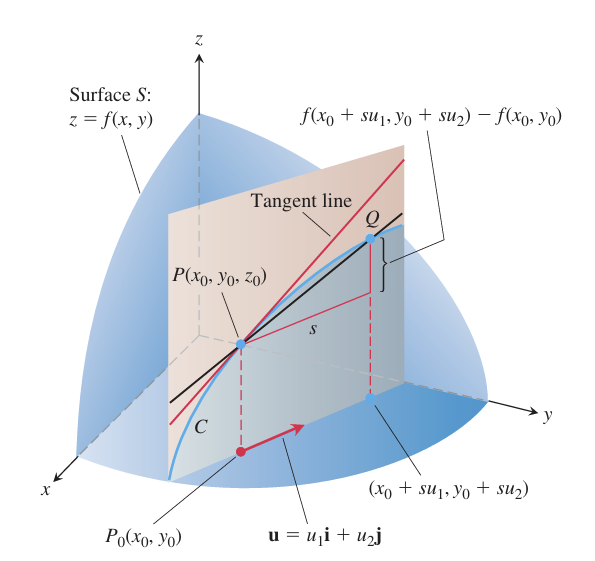 z
Surface S:
z = f(x, y)
f(x₀ + su₁, y₀ + su₂) − f(x₀, y₀)
Tangent line
Q
P(x₀, y₀, z₀)
s
C
y
x
(x₀ + su₁, y₀ + su₂)
P₀(x₀, y₀)
u = u₁i + u₂j